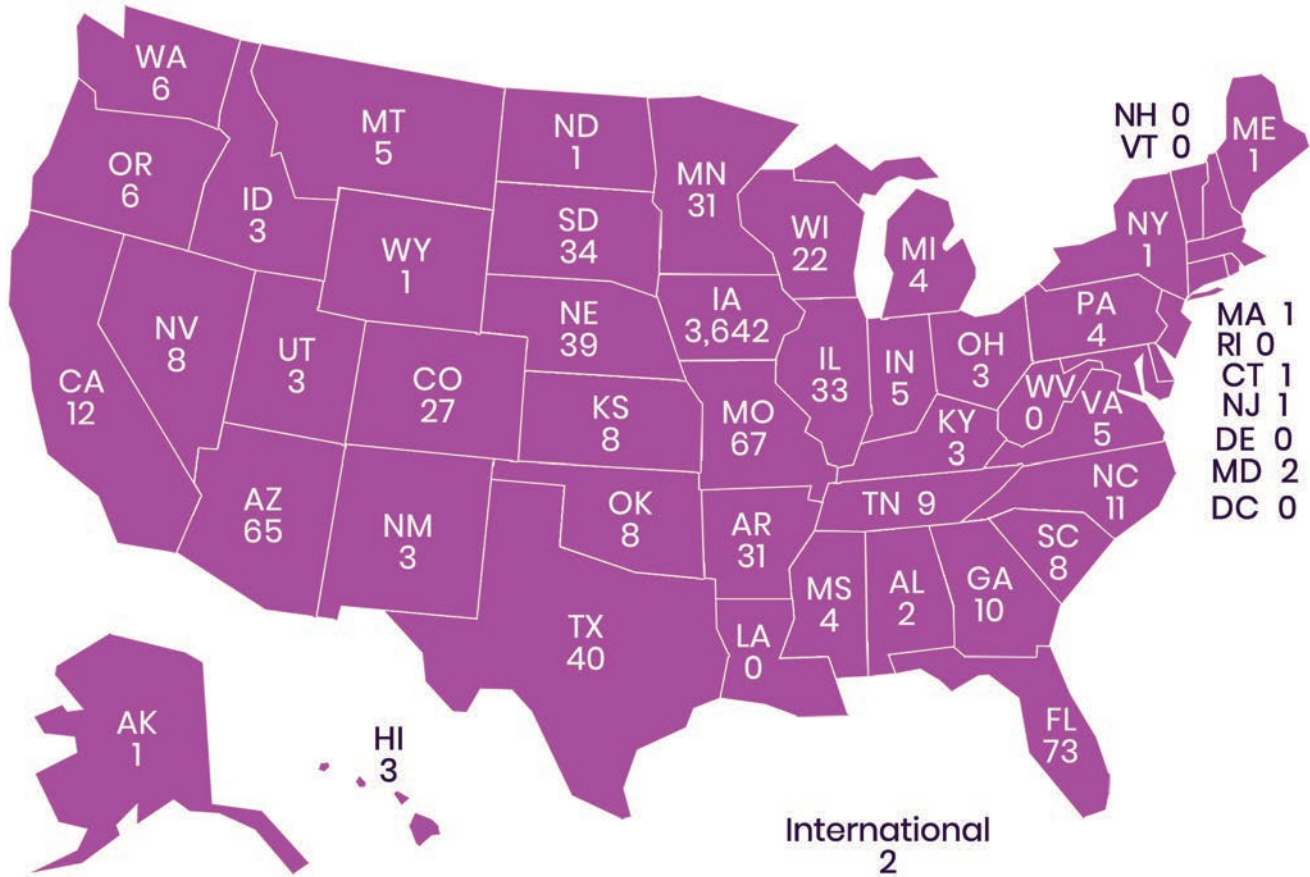 WA
6
MT
5
ND
1
MN
31
NH 0
VT 0
ME
1
OR
6
ID
3
WY
1
SD
34
WI
22
MI
4
NY
1
NV
8
UT
3
CO
27
NE
39
IA
3,642
IL
33
IN
5
OH
3
PA
4
MA 1
RI 0
CT 1
NJ 1
DE 0
MD 2
DC 0
CA
12
KS
8
MO
67
KY
3
WV
0
VA
5
AZ
65
NM
3
OK
8
AR
31
TN 9
NC
11
SC
8
TX
40
LA
0
MS
4
AL
2
GA
10
FL
73
AK
1
HI
3
International
2